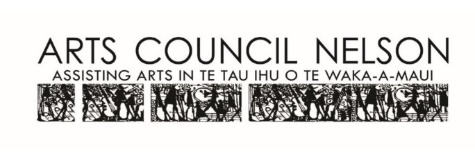 ARTS COUNCIL NELSON
ASSISTING ARTS IN TE TAU IHU O TE WAKA-A-MAUI